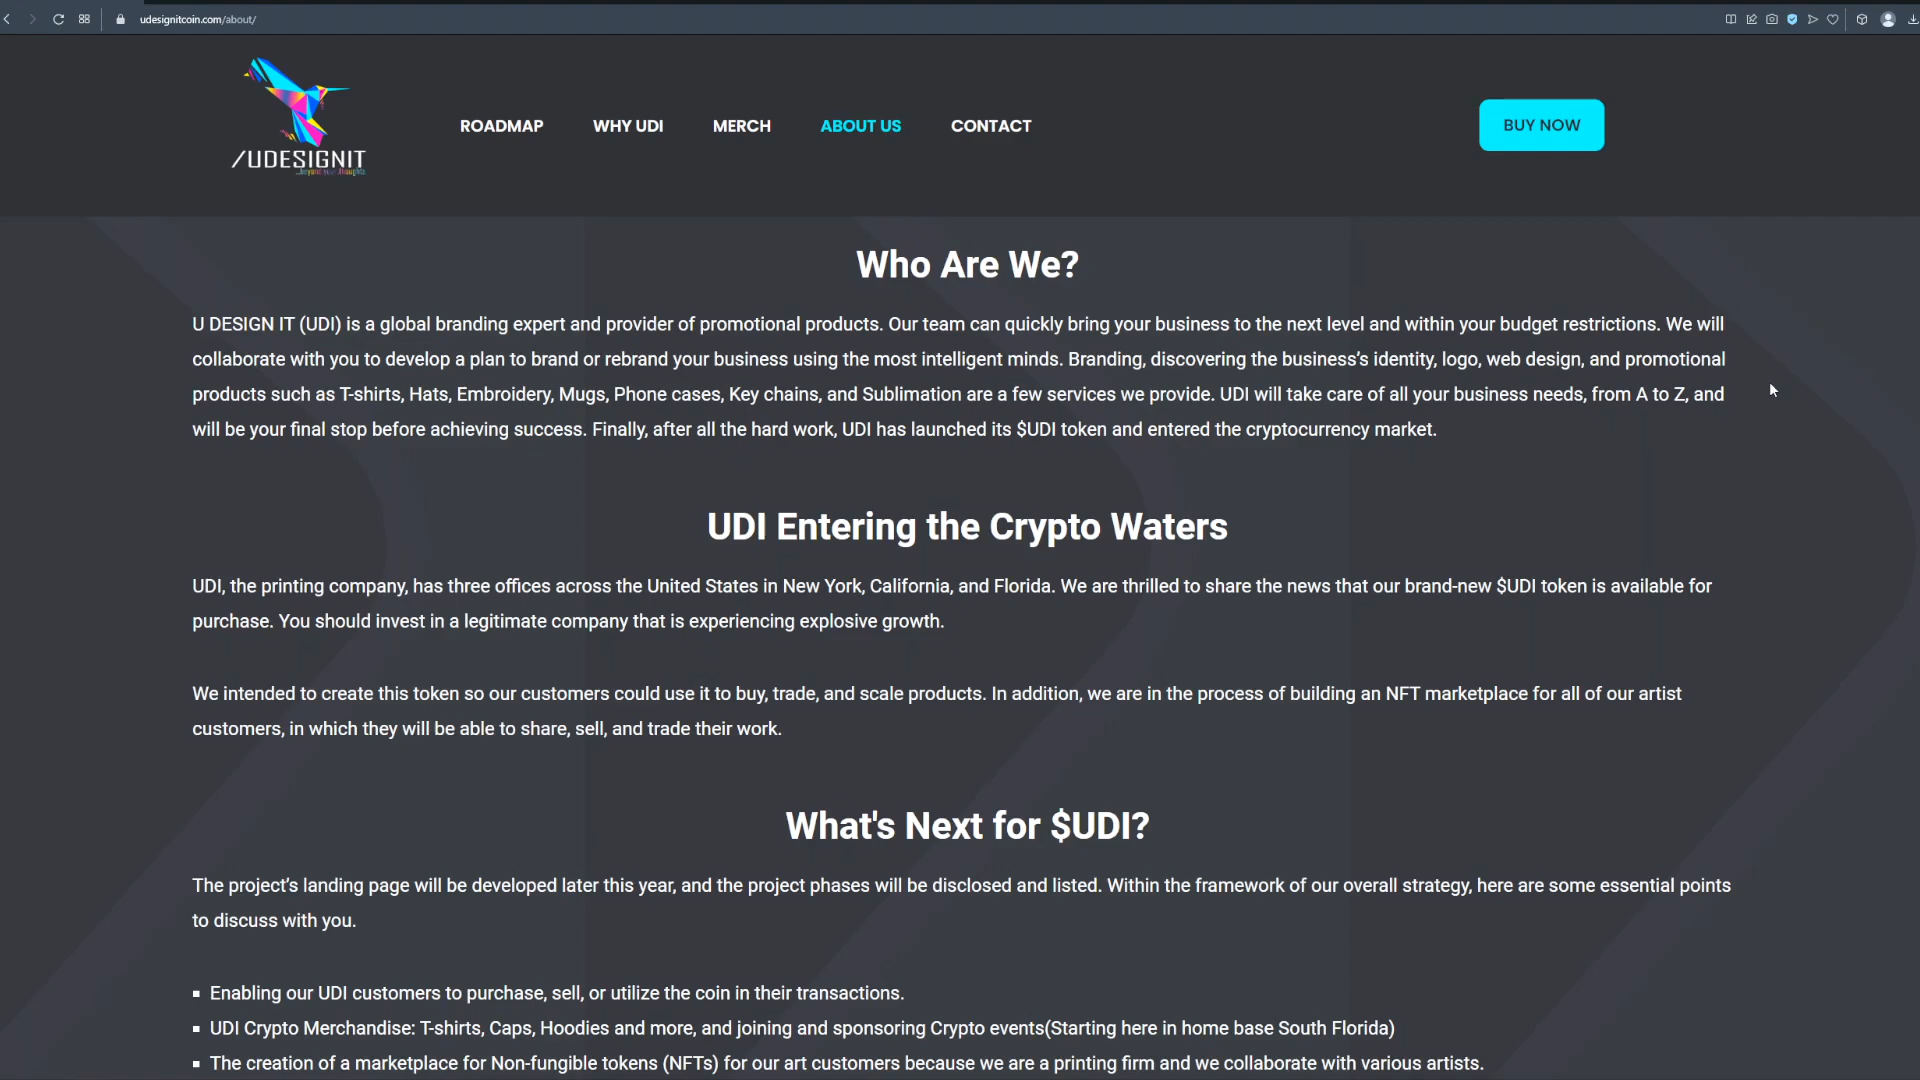 udesignitcoin.com/about/
/UDESIGNIT
...beyond your thoughts
ROADMAP
WHY UDI
MERCH
ABOUT US
CONTACT
BUY NOW
Who Are We?
U DESIGN IT (UDI) is a global branding expert and provider of promotional products. Our team can quickly bring your business to the next level and within your budget restrictions. We will
collaborate with you to develop a plan to brand or rebrand your business using the most intelligent minds. Branding, discovering the business’s identity, logo, web design, and promotional
products such as T-shirts, Hats, Embroidery, Mugs, Phone cases, Key chains, and Sublimation are a few services we provide. UDI will take care of all your business needs, from A to Z, and
will be your final stop before achieving success. Finally, after all the hard work, UDI has launched its $UDI token and entered the cryptocurrency market.
UDI Entering the Crypto Waters
UDI, the printing company, has three offices across the United States in New York, California, and Florida. We are thrilled to share the news that our brand-new $UDI token is available for
purchase. You should invest in a legitimate company that is experiencing explosive growth.
We intended to create this token so our customers could use it to buy, trade, and scale products. In addition, we are in the process of building an NFT marketplace for all of our artist
customers, in which they will be able to share, sell, and trade their work.
What's Next for $UDI?
The project’s landing page will be developed later this year, and the project phases will be disclosed and listed. Within the framework of our overall strategy, here are some essential points
to discuss with you.
▪ Enabling our UDI customers to purchase, sell, or utilize the coin in their transactions.
▪ UDI Crypto Merchandise: T-shirts, Caps, Hoodies and more, and joining and sponsoring Crypto events(Starting here in home base South Florida)
▪ The creation of a marketplace for Non-fungible tokens (NFTs) for our art customers because we are a printing firm and we collaborate with various artists.